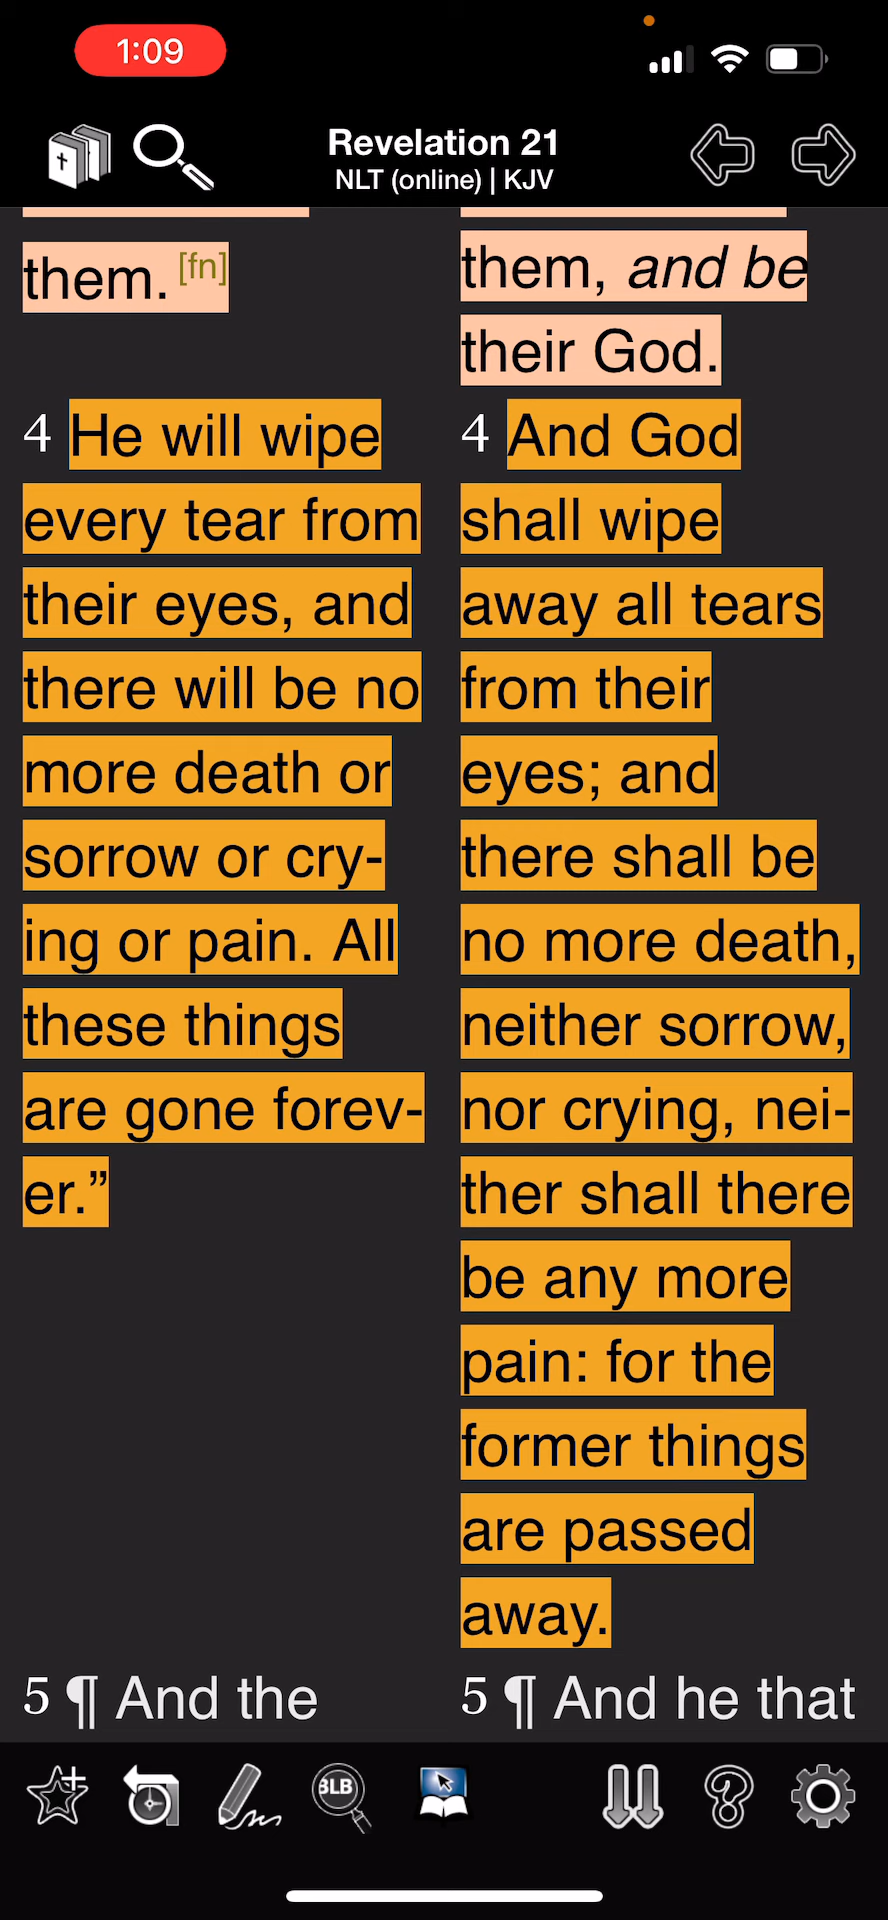 1:09
Revelation 21
NLT (online) | KJV
them. [fn]
4 He will wipe
every tear from
their eyes, and
there will be no
more death or
sorrow or cry-
ing or pain. All
these things
are gone forev-
er.”
5 ¶ And the
them, and be
their God.
4 And God
shall wipe
away all tears
from their
eyes; and
there shall be
no more death,
neither sorrow,
nor crying, nei-
ther shall there
be any more
pain: for the
former things
are passed
away.
5 ¶ And he that
BLB